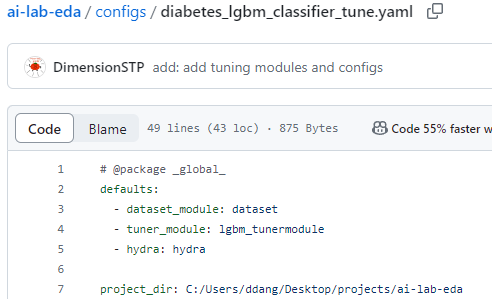 ai-lab-eda / configs / diabetes_lgbm_classifier_tune.yaml
DimensionSTP add: add tuning modules and configs
Code Blame 49 lines (43 loc) · 875 Bytes Code 55% faster w
1 # @package _global_
2 defaults:
3 - dataset_module: dataset
4 - tuner_module: lgbm_tunermodule
5 - hydra: hydra
6
7 project_dir: C:/Users/ddang/Desktop/projects/ai-lab-eda